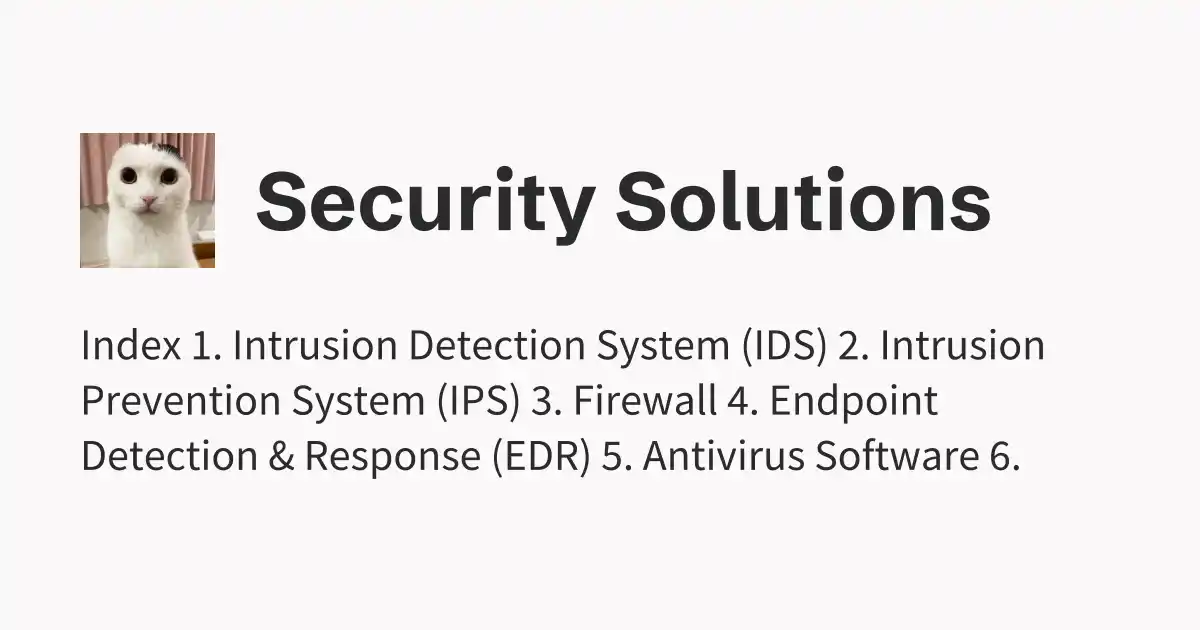 Security Solutions
Index 1. Intrusion Detection System (IDS) 2. Intrusion
Prevention System (IPS) 3. Firewall 4. Endpoint
Detection & Response (EDR) 5. Antivirus Software 6.